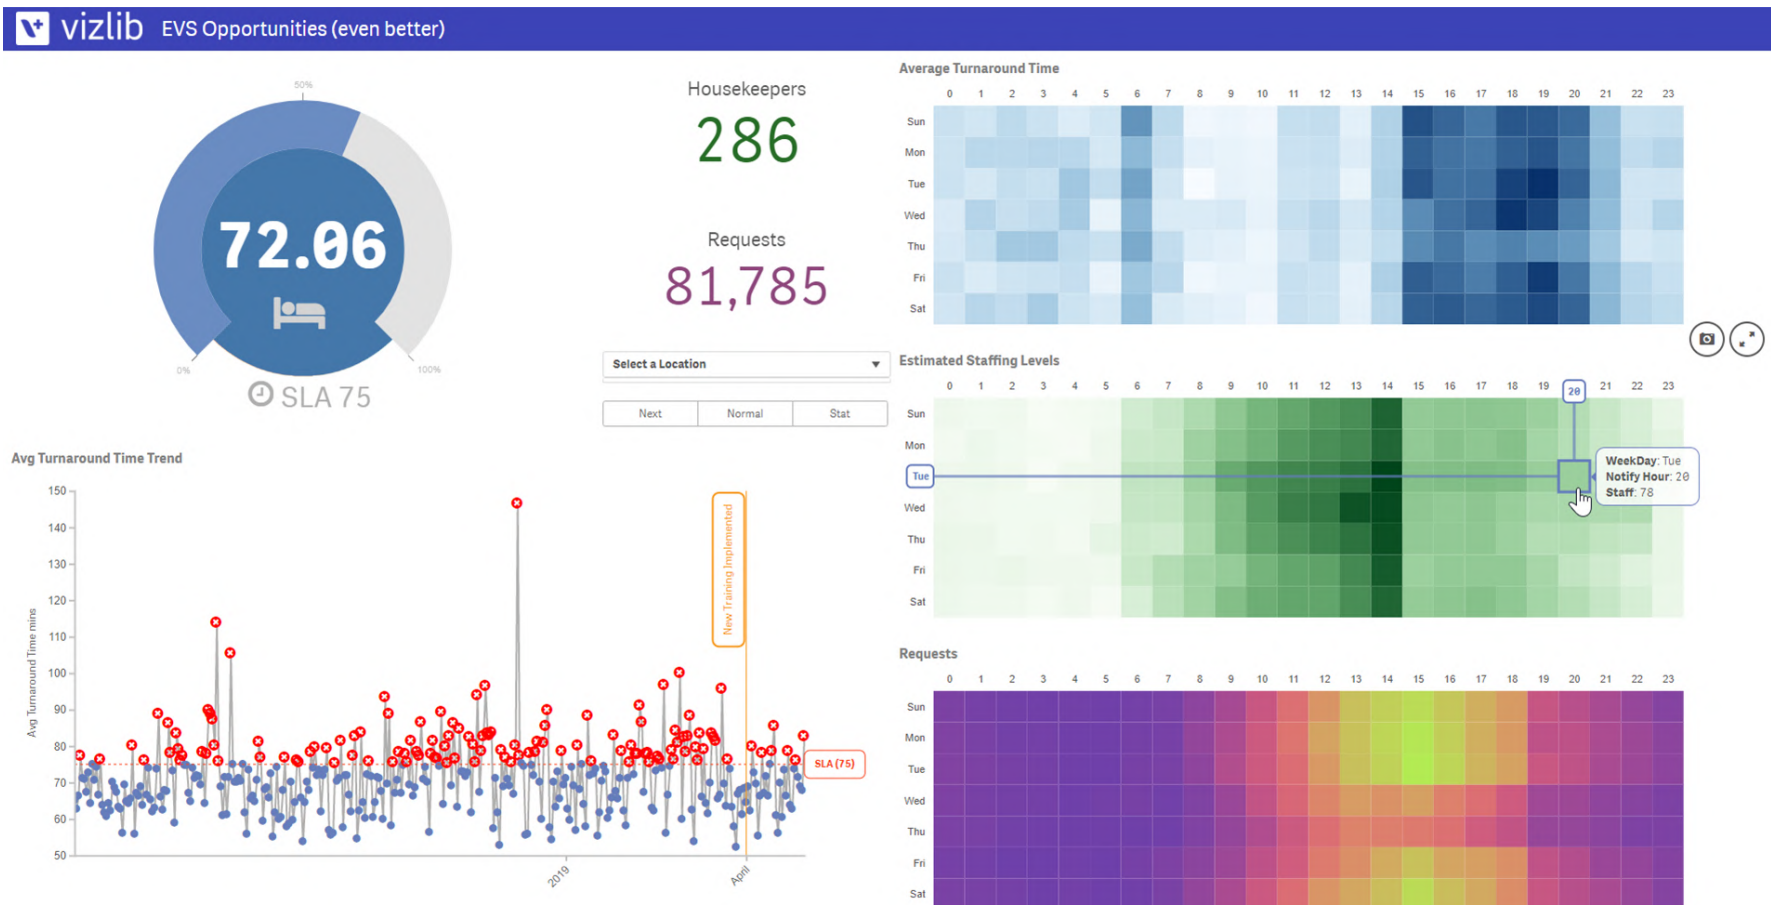 vizlib EVS Opportunities (even better)
50%
72.06
0%
100%
SLA 75
Housekeepers
286
Requests
81,785
Select a Location
Next Normal Stat
Avg Turnaround Time Trend
Avg Turnaround Time mins
150
140
130
120
110
100
90
80
70
60
50
New Training Implemented
SLA (75)
2019
April
Average Turnaround Time
0 1 2 3 4 5 6 7 8 9 10 11 12 13 14 15 16 17 18 19 20 21 22 23
Sun
Mon
Tue
Wed
Thu
Fri
Sat
Estimated Staffing Levels
0 1 2 3 4 5 6 7 8 9 10 11 12 13 14 15 16 17 18 19 20 21 22 23
Sun
Mon
Tue
Wed
Thu
Fri
Sat
WeekDay: Tue
Notify Hour: 20
Staff: 78
Requests
0 1 2 3 4 5 6 7 8 9 10 11 12 13 14 15 16 17 18 19 20 21 22 23
Sun
Mon
Tue
Wed
Thu
Fri
Sat